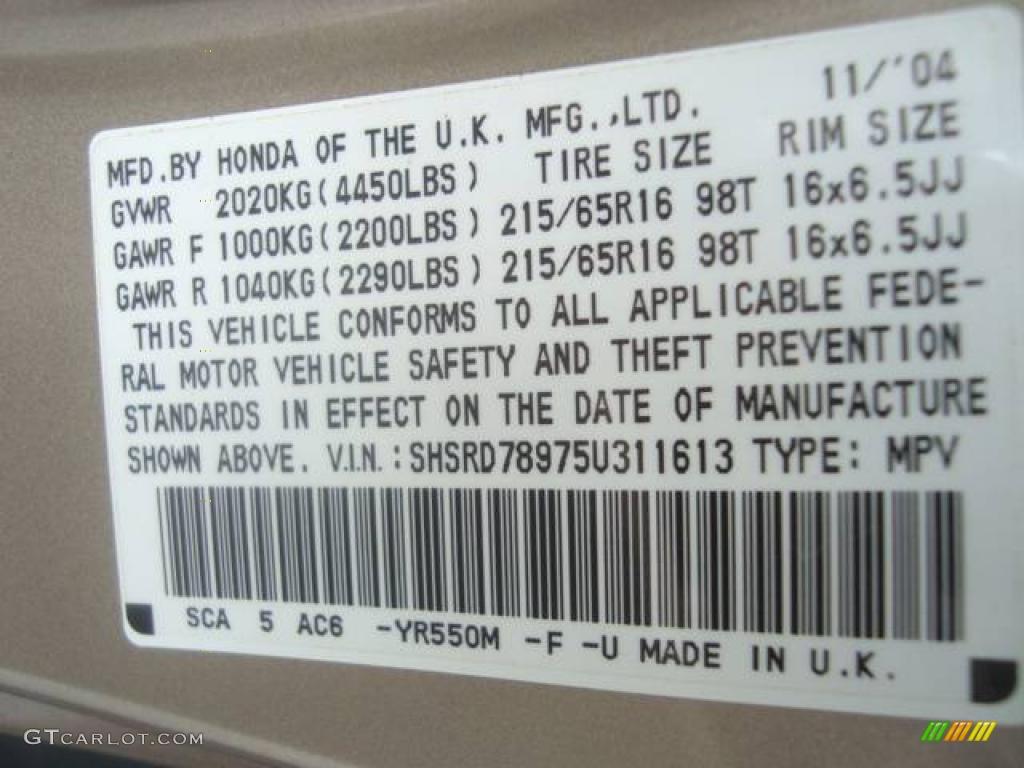 11/'04
MFD.BY HONDA OF THE U.K. MFG.,LTD.
GVWR 2020KG(4450LBS) TIRE SIZE RIM SIZE
GAWR F 1000KG(2200LBS) 215/65R16 98T 16x6.5JJ
GAWR R 1040KG(2290LBS) 215/65R16 98T 16x6.5JJ
THIS VEHICLE CONFORMS TO ALL APPLICABLE FEDE-
RAL MOTOR VEHICLE SAFETY AND THEFT PREVENTION
STANDARDS IN EFFECT ON THE DATE OF MANUFACTURE
SHOWN ABOVE. V.I.N.:SHSRD78975U311613 TYPE: MPV
SCA 5 AC6 -YR550M -F -U MADE IN U.K.
GTCARLOT.COM